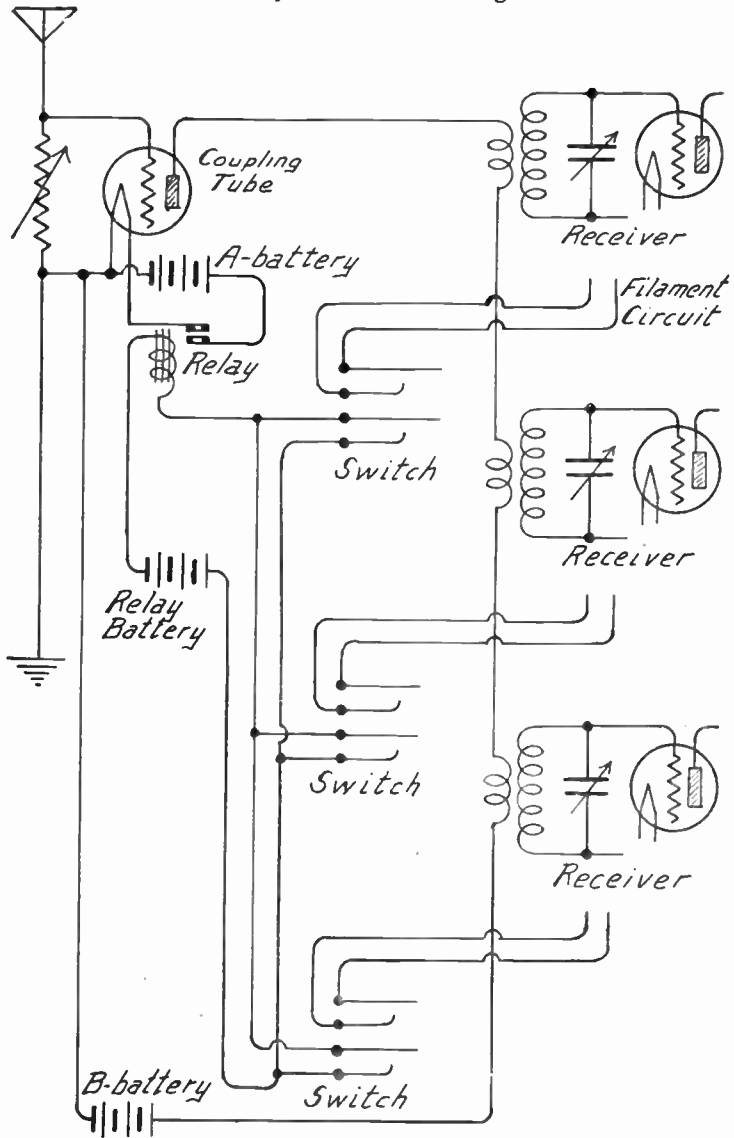 Coupling
Tube
A-battery
Relay
Receiver
Filament
Circuit
Switch
Receiver
Relay
Battery
Switch
Receiver
B-battery
Switch